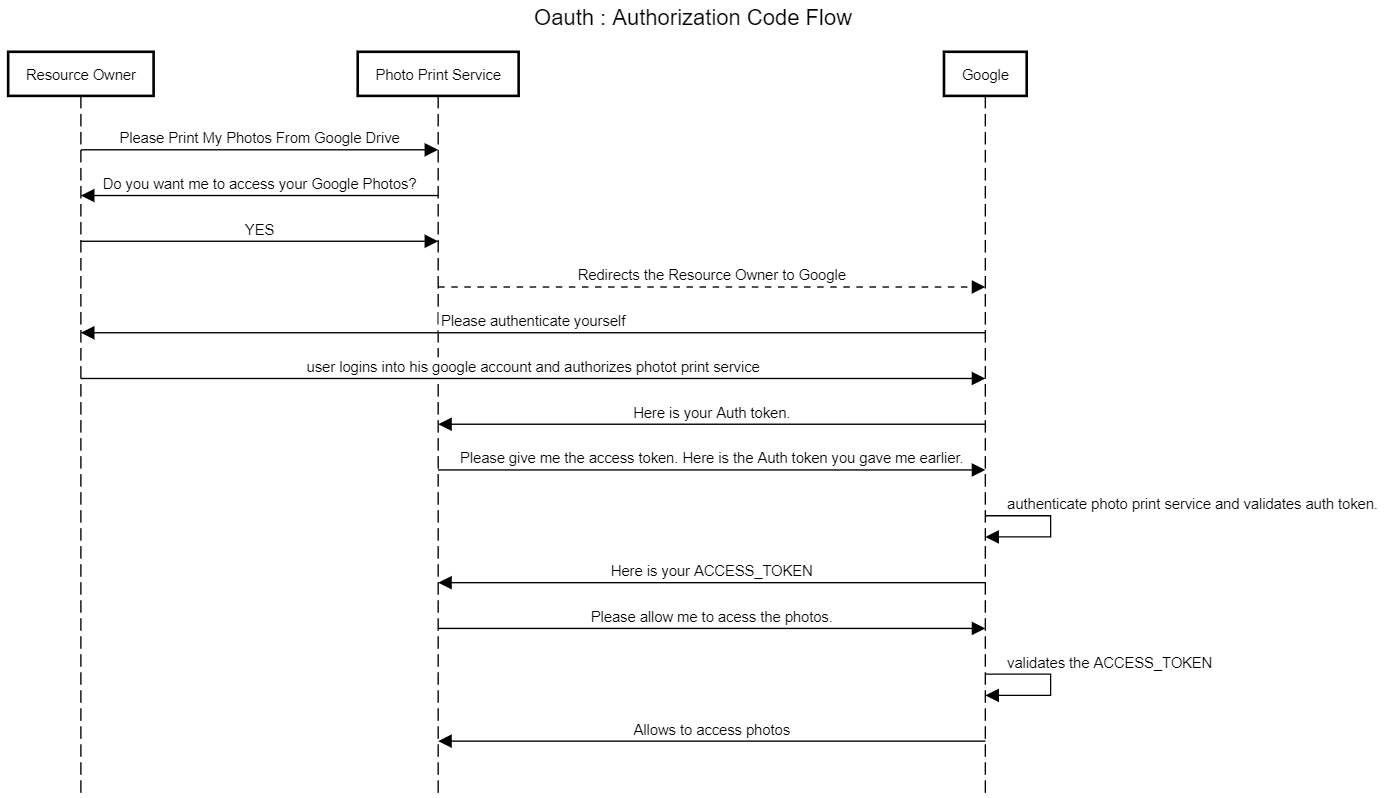 Oauth : Authorization Code Flow
Resource Owner
Photo Print Service
Google
Please Print My Photos From Google Drive
Do you want me to access your Google Photos?
YES
Redirects the Resource Owner to Google
Please authenticate yourself
user logins into his google account and authorizes photot print service
Here is your Auth token.
Please give me the access token. Here is the Auth token you gave me earlier.
authenticate photo print service and validates auth token.
Here is your ACCESS_TOKEN
Please allow me to acess the photos.
validates the ACCESS_TOKEN
Allows to access photos